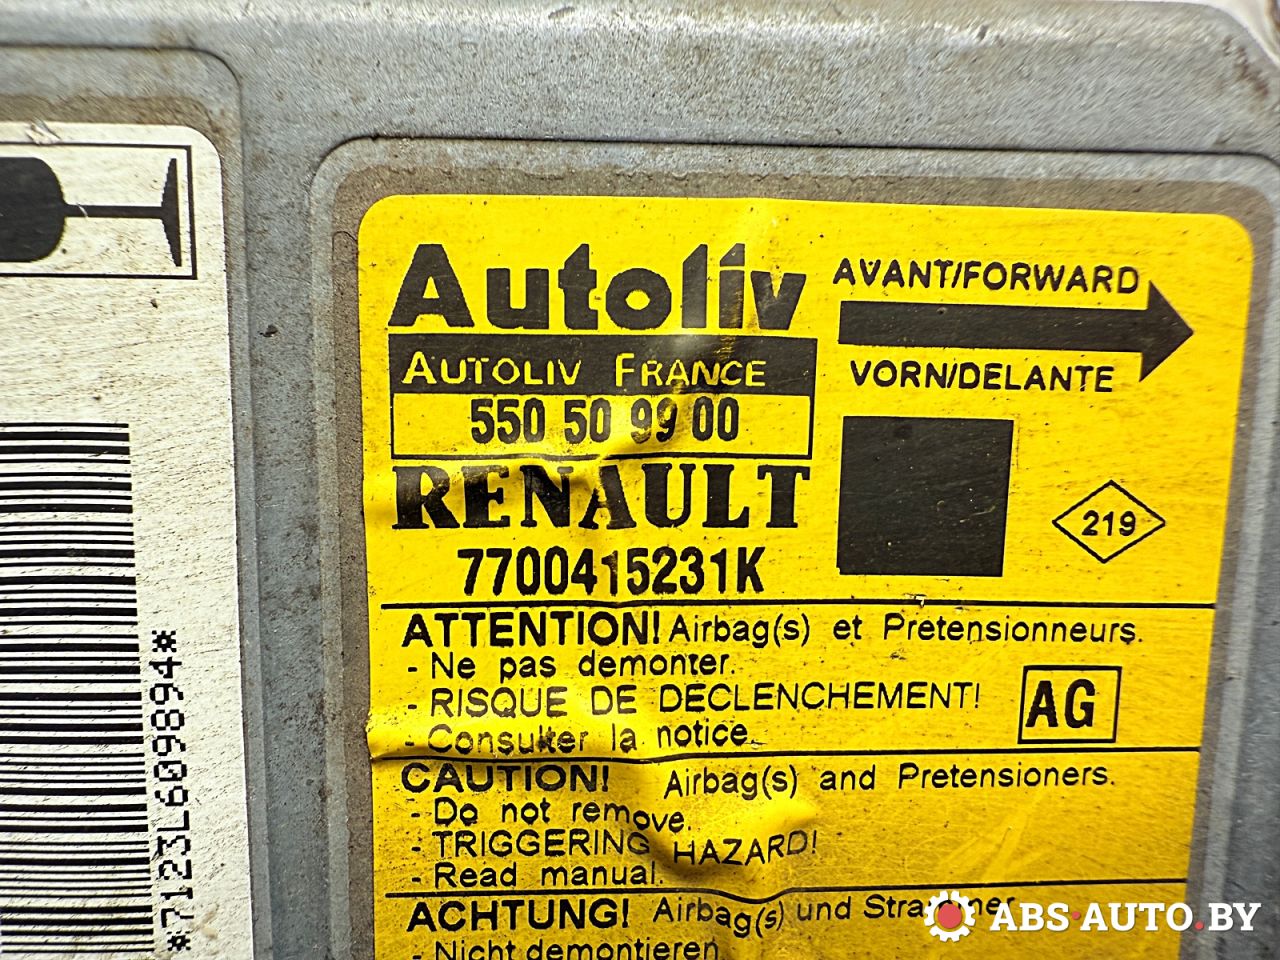 Autoliv
AUTOLIV FRANCE
550 50 99 00
RENAULT
7700415231K
AVANT/FORWARD
VORN/DELANTE
219
ATTENTION! Airbag(s) et Pretensionneurs.
- Ne pas demonter.
- RISQUE DE DECLENCHEMENT!
- Consulter la notice.
AG
CAUTION! Airbag(s) and Pretensioners.
- Do not remove.
- TRIGGERING HAZARD!
- Read manual.
ACHTUNG! Airbag(s) und
- Nicht demontieren
*7123L609894*
ABS-AUTO.BY